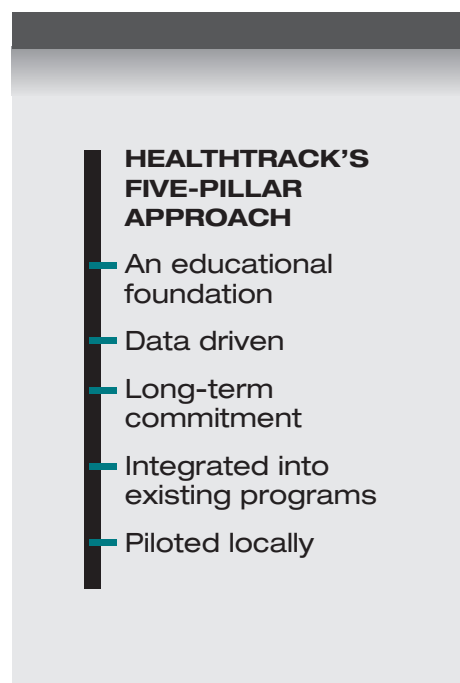 HEALTHTRACK’S
FIVE-PILLAR
APPROACH
An educational
foundation
Data driven
Long-term
commitment
Integrated into
existing programs
Piloted locally